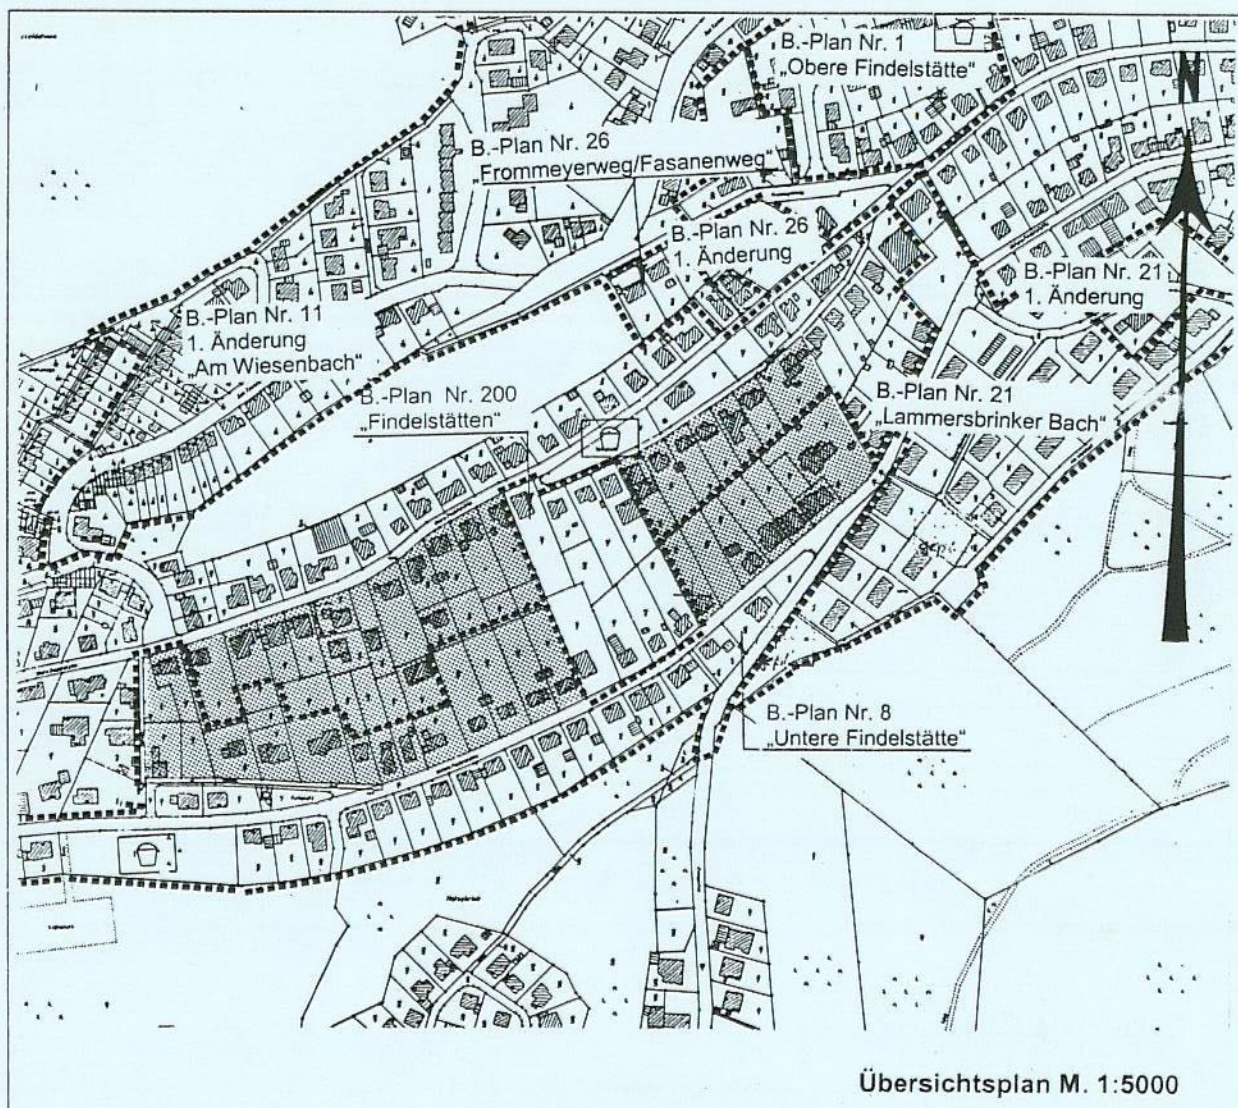 B.-Plan Nr. 1
„Obere Findelstätte“
N
B.-Plan Nr. 26
„Frommeyerweg/Fasanenweg“
B.-Plan Nr. 26
1. Änderung
B.-Plan Nr. 21
1. Änderung
B.-Plan Nr. 11
1. Änderung
„Am Wiesenbach“
B.-Plan Nr. 200
„Findelstätten“
B.-Plan Nr. 21
„Lammersbrinker Bach“
B.-Plan Nr. 8
„Untere Findelstätte“
Übersichtsplan M. 1:5000